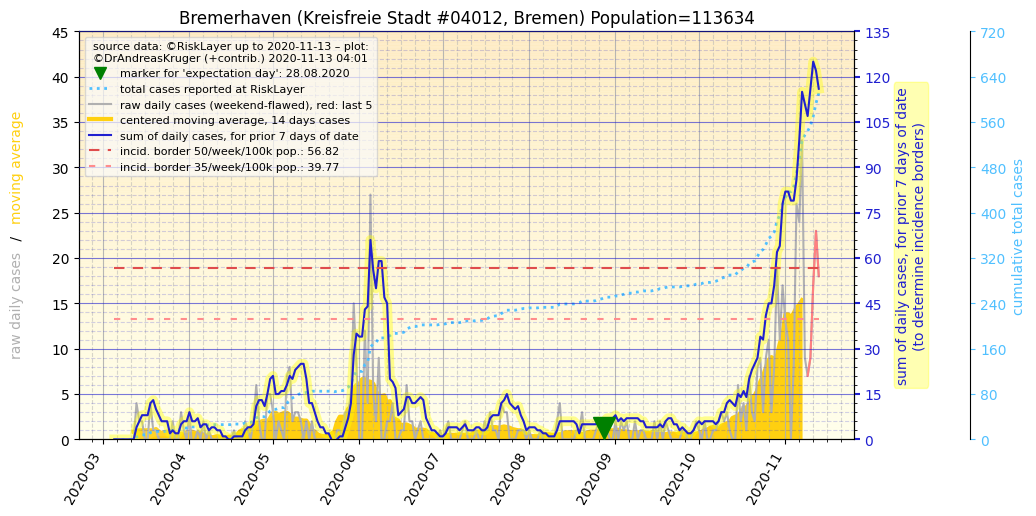 Bremerhaven (Kreisfreie Stadt #04012, Bremen) Population=113634
source data: ©RiskLayer up to 2020-11-13 – plot:
©DrAndreasKruger (+contrib.) 2020-11-13 04:01
marker for 'expectation day': 28.08.2020
total cases reported at RiskLayer
raw daily cases (weekend-flawed), red: last 5
centered moving average, 14 days cases
sum of daily cases, for prior 7 days of date
incid. border 50/week/100k pop.: 56.82
incid. border 35/week/100k pop.: 39.77
raw daily cases / moving average
45
40
35
30
25
20
15
10
5
0
2020-03
2020-04
2020-05
2020-06
2020-07
2020-08
2020-09
2020-10
2020-11
135
120
105
90
75
60
45
30
15
0
sum of daily cases, for prior 7 days of date
(to determine incidence borders)
720
640
560
480
400
320
240
160
80
0
cumulative total cases